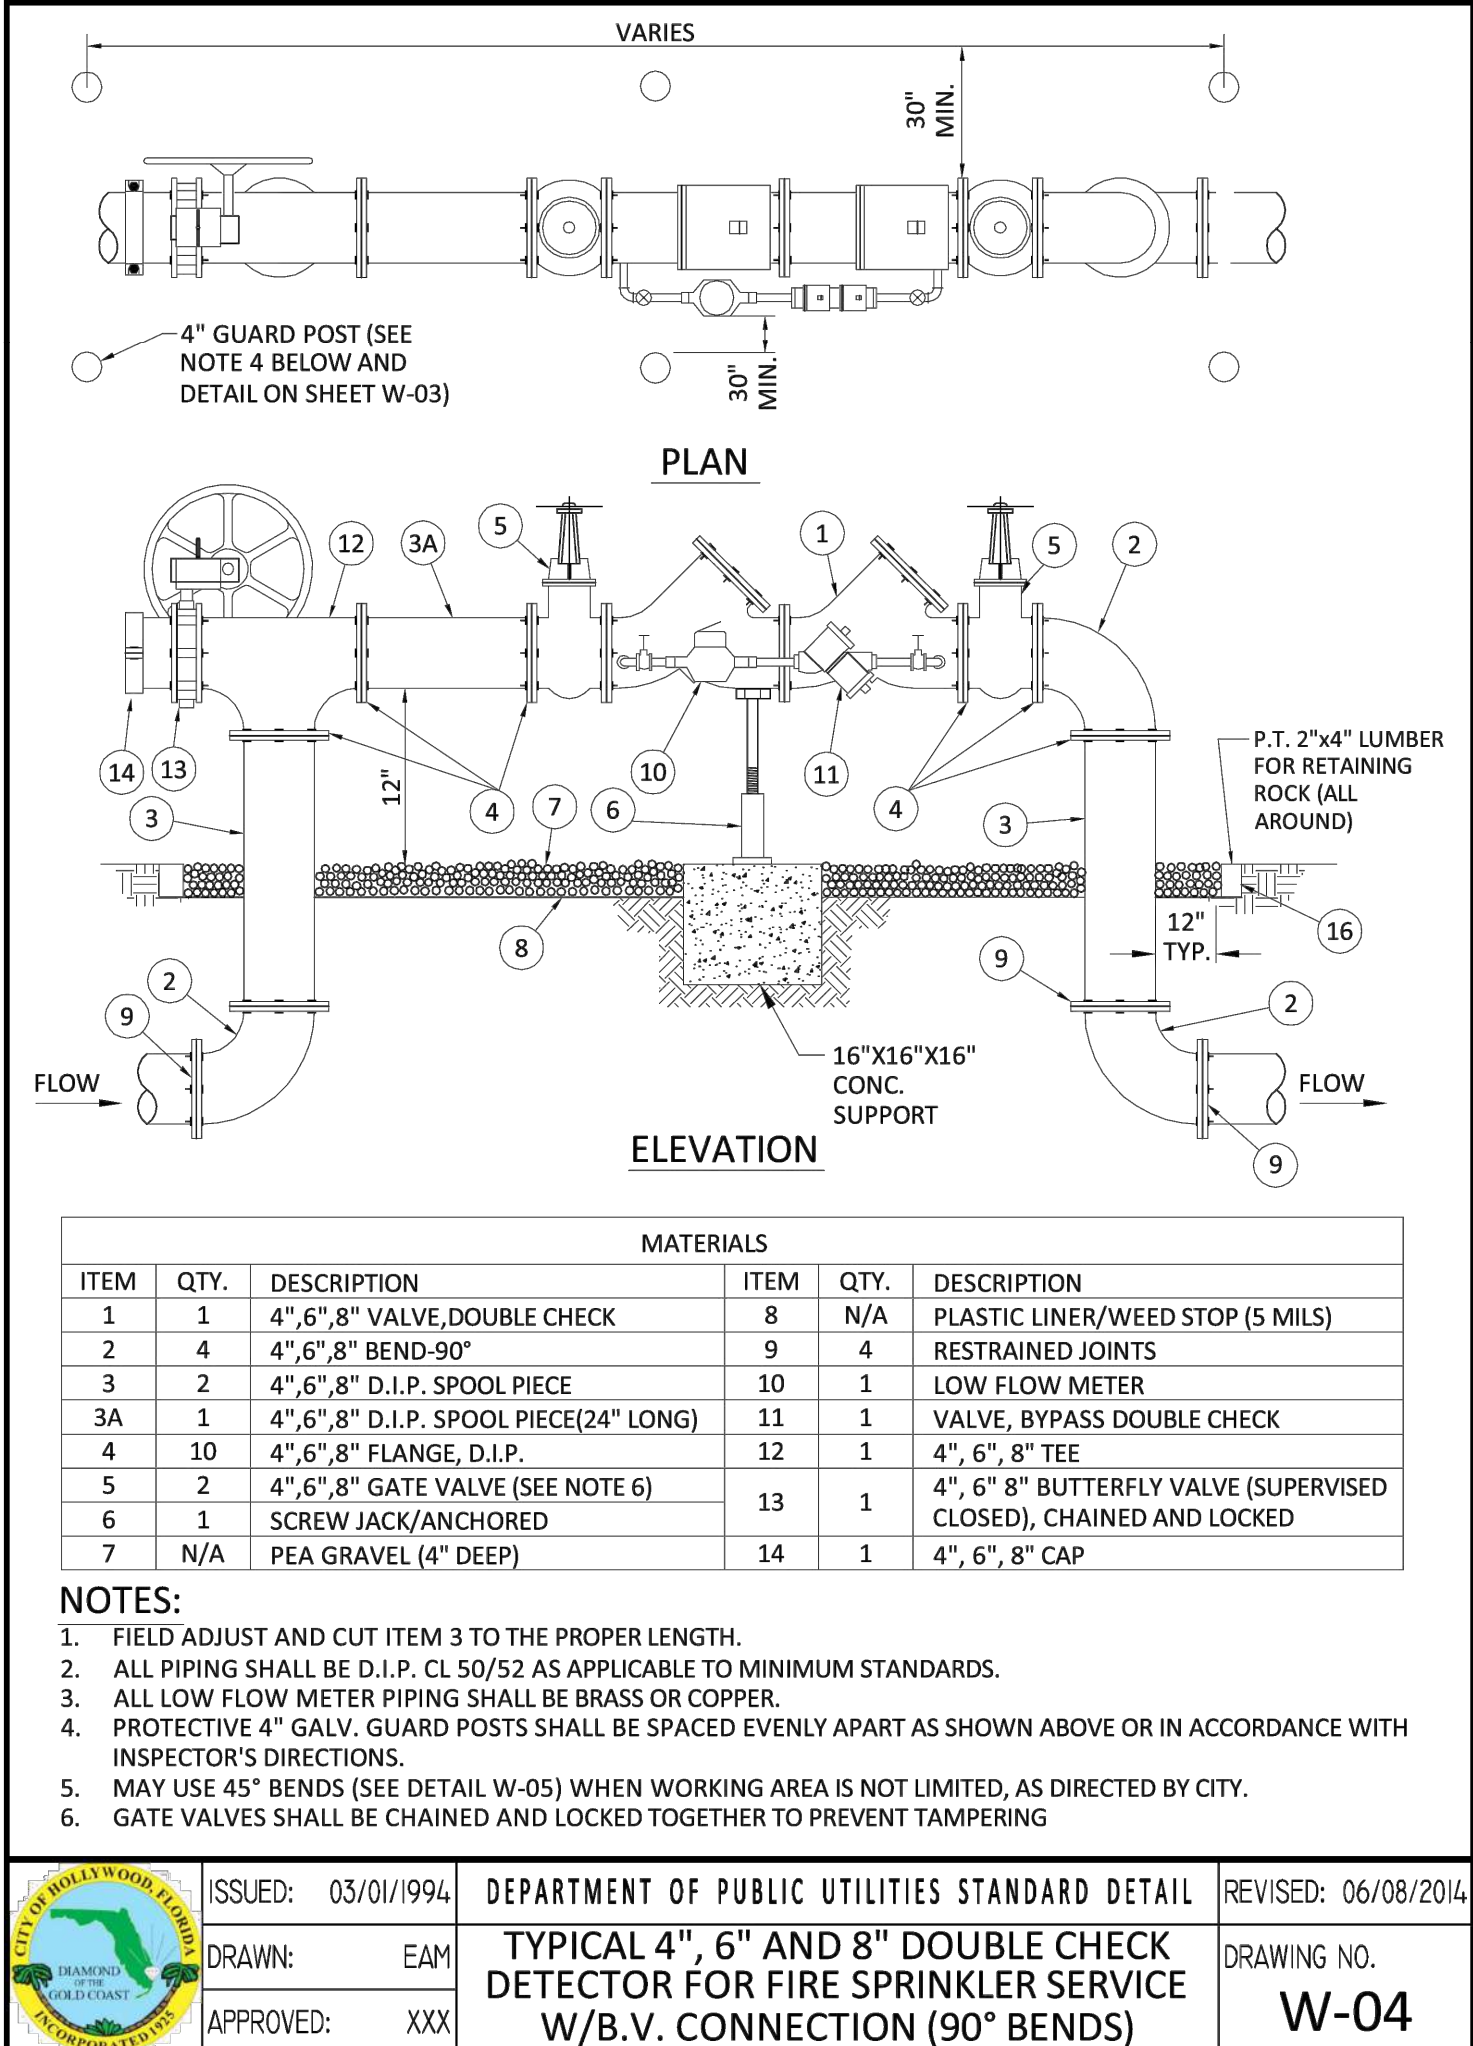 VARIES
30"
MIN.
4" GUARD POST (SEE
NOTE 4 BELOW AND
DETAIL ON SHEET W-03)
30"
MIN.
PLAN
5
12
3A
1
5
2
14
13
10
11
P.T. 2"x4" LUMBER
FOR RETAINING
ROCK (ALL
AROUND)
12"
3
4
7
6
4
3
8
12"
TYP.
16
2
9
9
2
16"X16"X16"
CONC.
SUPPORT
FLOW
FLOW
ELEVATION
9
MATERIALS
ITEM QTY. DESCRIPTION ITEM QTY. DESCRIPTION
1 1 4",6",8" VALVE,DOUBLE CHECK 8 N/A PLASTIC LINER/WEED STOP (5 MILS)
2 4 4",6",8" BEND-90° 9 4 RESTRAINED JOINTS
3 2 4",6",8" D.I.P. SPOOL PIECE 10 1 LOW FLOW METER
3A 1 4",6",8" D.I.P. SPOOL PIECE(24" LONG) 11 1 VALVE, BYPASS DOUBLE CHECK
4 10 4",6",8" FLANGE, D.I.P. 12 1 4", 6", 8" TEE
5 2 4",6",8" GATE VALVE (SEE NOTE 6) 13 1 4", 6" 8" BUTTERFLY VALVE (SUPERVISED
6 1 SCREW JACK/ANCHORED CLOSED), CHAINED AND LOCKED
7 N/A PEA GRAVEL (4" DEEP) 14 1 4", 6", 8" CAP
NOTES:
1. FIELD ADJUST AND CUT ITEM 3 TO THE PROPER LENGTH.
2. ALL PIPING SHALL BE D.I.P. CL 50/52 AS APPLICABLE TO MINIMUM STANDARDS.
3. ALL LOW FLOW METER PIPING SHALL BE BRASS OR COPPER.
4. PROTECTIVE 4" GALV. GUARD POSTS SHALL BE SPACED EVENLY APART AS SHOWN ABOVE OR IN ACCORDANCE WITH
INSPECTOR'S DIRECTIONS.
5. MAY USE 45° BENDS (SEE DETAIL W-05) WHEN WORKING AREA IS NOT LIMITED, AS DIRECTED BY CITY.
6. GATE VALVES SHALL BE CHAINED AND LOCKED TOGETHER TO PREVENT TAMPERING
CITY OF HOLLYWOOD, FLORIDA
DIAMOND
OF THE
GOLD COAST
INCORPORATED 1925
ISSUED: 03/01/1994
DRAWN: EAM
APPROVED: XXX
DEPARTMENT OF PUBLIC UTILITIES STANDARD DETAIL
TYPICAL 4", 6" AND 8" DOUBLE CHECK
DETECTOR FOR FIRE SPRINKLER SERVICE
W/B.V. CONNECTION (90° BENDS)
REVISED: 06/08/2014
DRAWING NO.
W-04